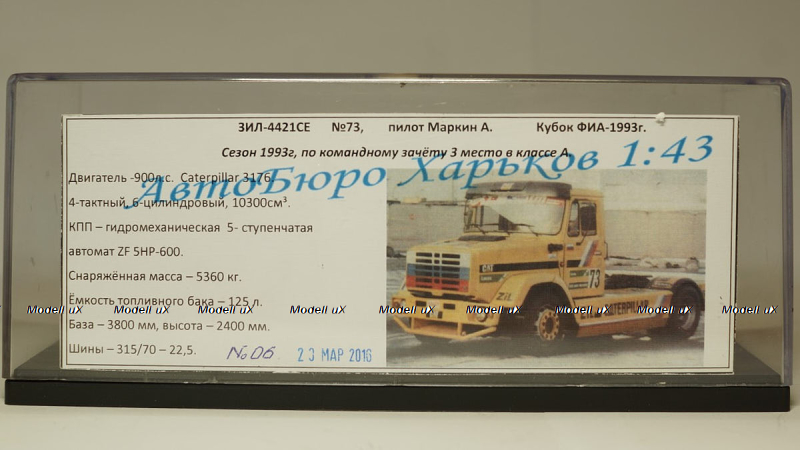 ЗИЛ-4421СЕ №73, пилот Маркин А. Кубок ФИА-1993г.
Сезон 1993г, по командному зачёту 3 место в классе А.
АвтоБюро Харьков 1:43
Двигатель -900л.с. Caterpillar 3176
4-тактный, 6-цилиндровый, 10300см³.
КПП – гидромеханическая 5- ступенчатая
автомат ZF 5HP-600.
Снаряжённая масса – 5360 кг.
Ёмкость топливного бака – 125 л.
Modell uX Modell uX Modell uX Modell uX Modell uX Modell uX Modell uX Modell uX Modell uX
База – 3800 мм, высота – 2400 мм.
Шины – 315/70 – 22,5.
№06
23 МАР 2016
CAT
73
ZiL
CATERPILLAR